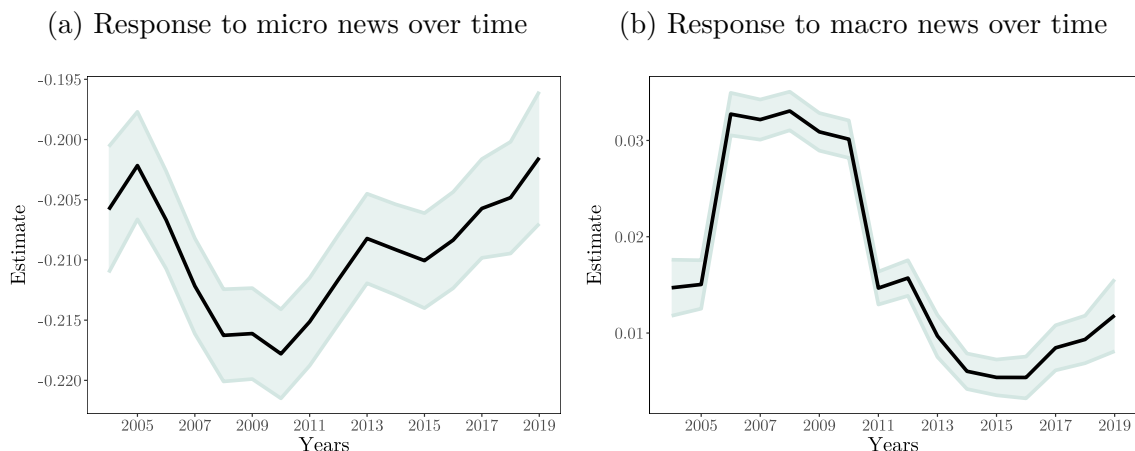 (a) Response to micro news over time
-0.195
-0.200
-0.205
-0.210
-0.215
-0.220
Estimate
2005 2007 2009 2011 2013 2015 2017 2019
Years
(b) Response to macro news over time
0.03
0.02
0.01
Estimate
2005 2007 2009 2011 2013 2015 2017 2019
Years